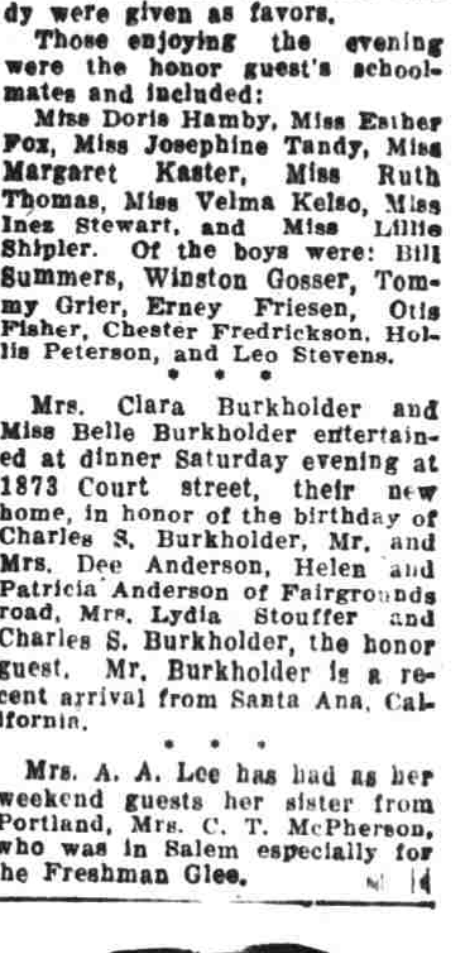 dy were given as favors.
Those enjoying the evening
were the honor guest's school-
mates and included:
Miss Doris Hamby, Miss Esther
Fox, Miss Josephine Tandy, Miss
Margaret Kaster, Miss Ruth
Thomas, Miss Velma Kelso, Miss
Inez Stewart, and Miss Lillie
Shipler. Of the boys were: Bill
Summers, Winston Gosser, Tom-
my Grier, Erney Friesen, Otis
Fisher, Chester Fredrickson, Hol-
lis Peterson, and Leo Stevens.
* * *
Mrs. Clara Burkholder and
Miss Belle Burkholder entertain-
ed at dinner Saturday evening at
1873 Court street, their new
home, in honor of the birthday of
Charles S. Burkholder, Mr. and
Mrs. Dee Anderson, Helen and
Patricia Anderson of Fairgrounds
road, Mrs. Lydia Stouffer and
Charles S. Burkholder, the honor
guest. Mr. Burkholder is a re-
cent arrival from Santa Ana, Cal-
ifornia.
* * *
Mrs. A. A. Lee has had as her
weekend guests her sister from
Portland, Mrs. C. T. McPherson,
who was in Salem especially for
he Freshman Glee.